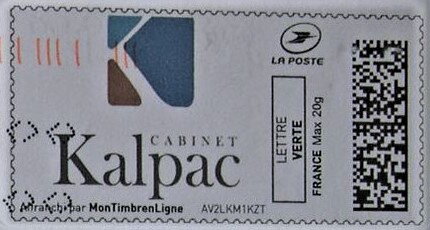 LA POSTE
CABINET
Kalpac
LETTRE
VERTE
FRANCE Max 20g
Affranchi par MonTimbrenLigne AV2LKM1KZT